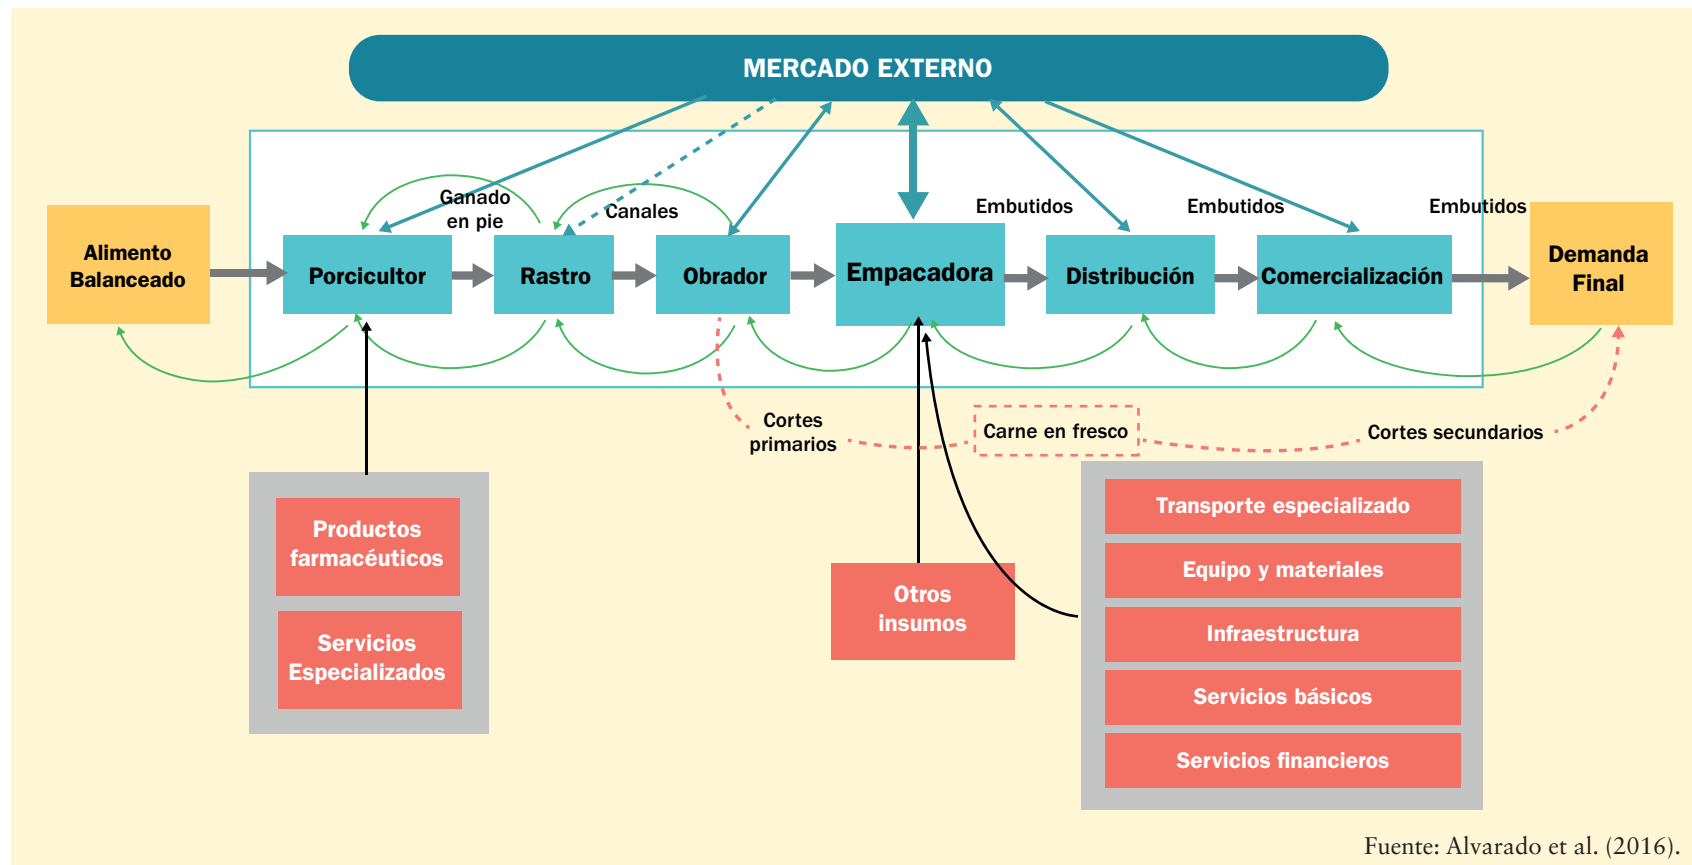 MERCADO EXTERNO
Ganado
en pie
Canales
Embutidos
Embutidos
Embutidos
Alimento
Balanceado
Porcicultor
Rastro
Obrador
Empacadora
Distribución
Comercialización
Demanda
Final
Cortes
primarios
Carne en fresco
Cortes secundarios
Productos
farmacéuticos
Servicios
Especializados
Otros
insumos
Transporte especializado
Equipo y materiales
Infraestructura
Servicios básicos
Servicios financieros
Fuente: Alvarado et al. (2016).